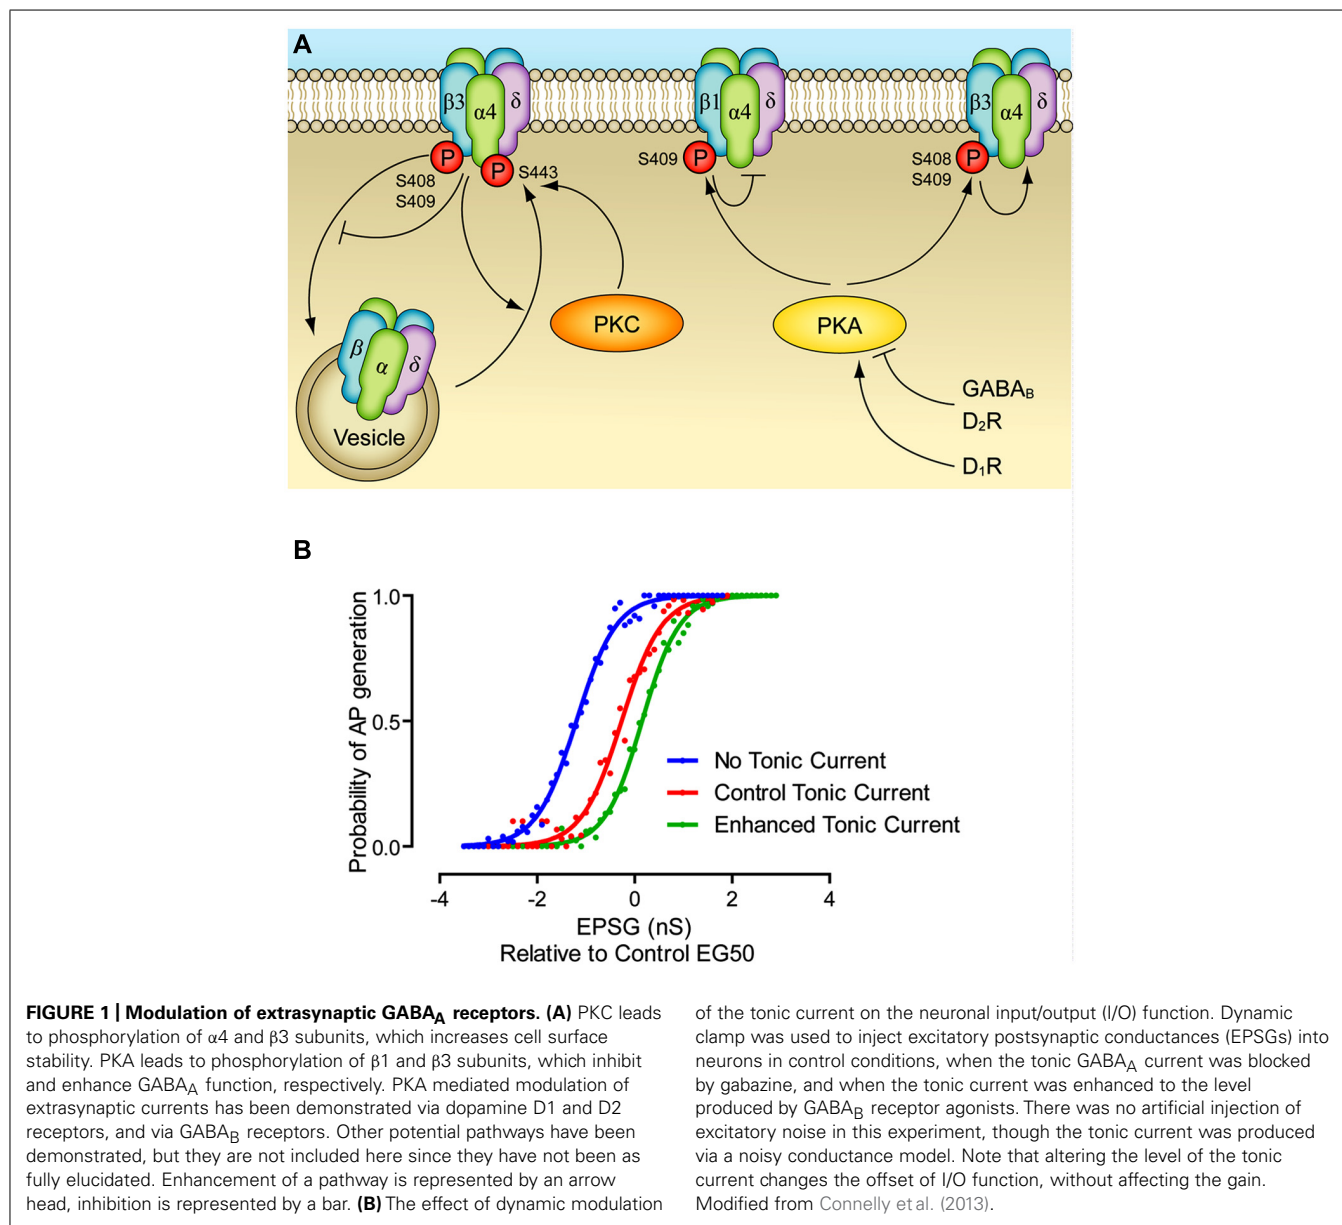 A
β3
α4
δ
β1
α4
δ
β3
α4
δ
P
P
S443
S408
S409
S409
P
S408
S409
P
PKC
PKA
β
α
δ
Vesicle
GABAB
D2R
D1R
B
Probability of AP generation
1.0
0.5
0.0
No Tonic Current
Control Tonic Current
Enhanced Tonic Current
-4
-2
0
2
4
EPSG (nS)
Relative to Control EG50
FIGURE 1 | Modulation of extrasynaptic GABAA receptors. (A) PKC leads
to phosphorylation of α4 and β3 subunits, which increases cell surface
stability. PKA leads to phosphorylation of β1 and β3 subunits, which inhibit
and enhance GABAA function, respectively. PKA mediated modulation of
extrasynaptic currents has been demonstrated via dopamine D1 and D2
receptors, and via GABAB receptors. Other potential pathways have been
demonstrated, but they are not included here since they have not been as
fully elucidated. Enhancement of a pathway is represented by an arrow
head, inhibition is represented by a bar. (B) The effect of dynamic modulation
of the tonic current on the neuronal input/output (I/O) function. Dynamic
clamp was used to inject excitatory postsynaptic conductances (EPSGs) into
neurons in control conditions, when the tonic GABAA current was blocked
by gabazine, and when the tonic current was enhanced to the level
produced by GABAB receptor agonists. There was no artificial injection of
excitatory noise in this experiment, though the tonic current was produced
via a noisy conductance model. Note that altering the level of the tonic
current changes the offset of I/O function, without affecting the gain.
Modified from Connelly et al. (2013).